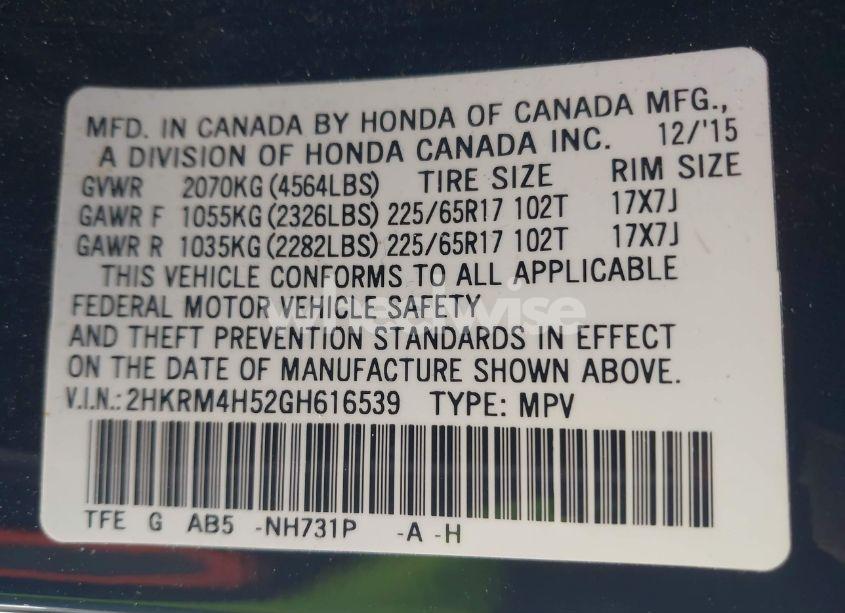 MFD. IN CANADA BY HONDA OF CANADA MFG.,
A DIVISION OF HONDA CANADA INC. 12/'15
GVWR 2070KG (4564LBS) TIRE SIZE RIM SIZE
GAWR F 1055KG (2326LBS) 225/65R17 102T 17X7J
GAWR R 1035KG (2282LBS) 225/65R17 102T 17X7J
THIS VEHICLE CONFORMS TO ALL APPLICABLE
FEDERAL MOTOR VEHICLE SAFETY
AND THEFT PREVENTION STANDARDS IN EFFECT
ON THE DATE OF MANUFACTURE SHOWN ABOVE.
V.I.N.: 2HKRM4H52GH616539 TYPE: MPV
TFE G AB5 -NH731P -A -H